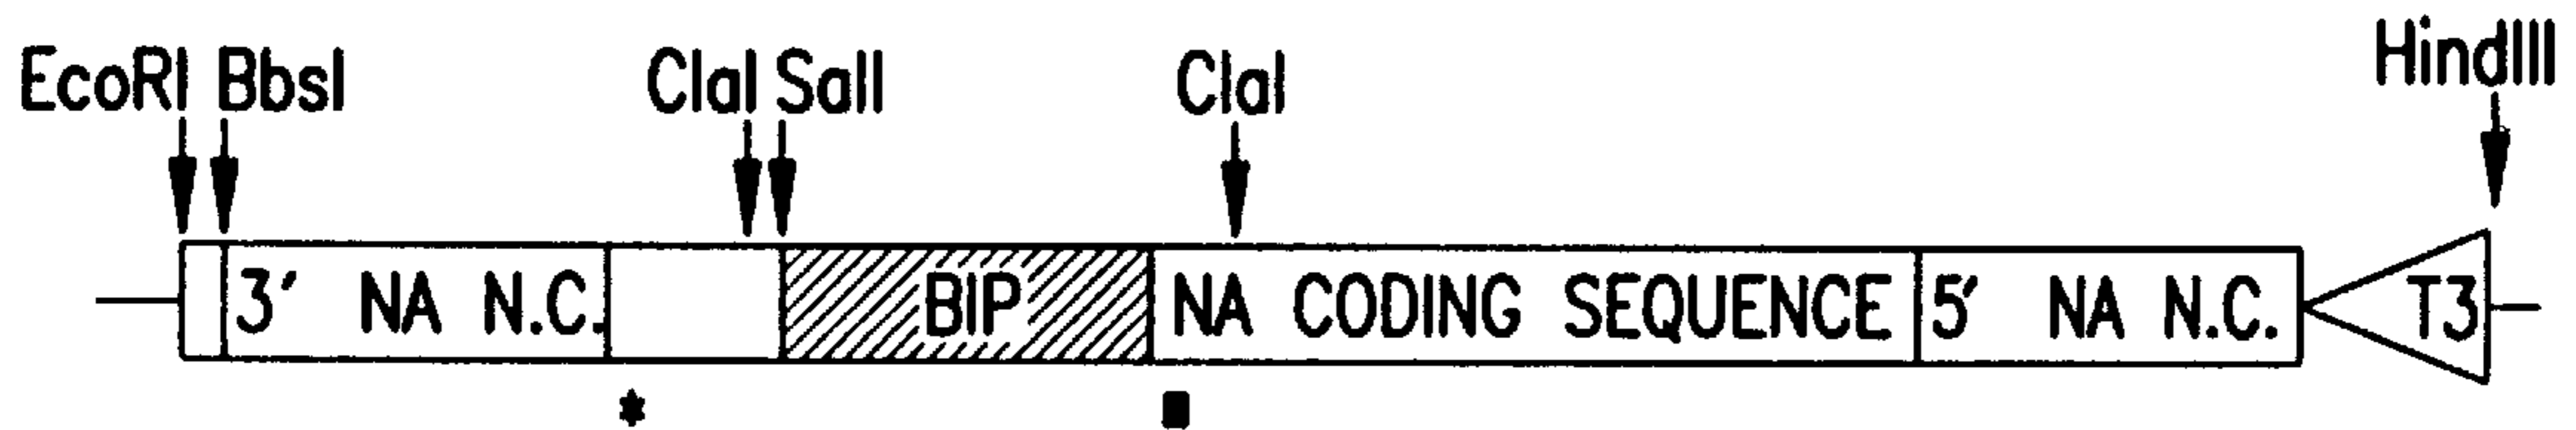 EcoRI BbsI ClaI SalI ClaI HindIII
3' NA N.C. BIP NA CODING SEQUENCE 5' NA N.C. T3
* ■